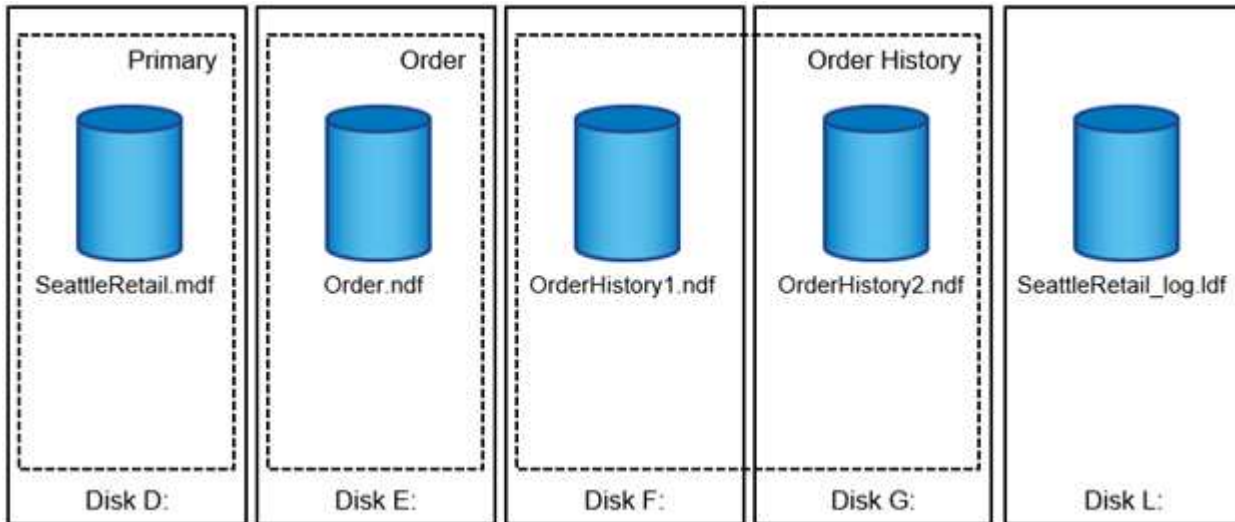 Primary
Order
Order History
SeattleRetail.mdf
Order.ndf
OrderHistory1.ndf
OrderHistory2.ndf
SeattleRetail_log.ldf
Disk D:
Disk E:
Disk F:
Disk G:
Disk L: